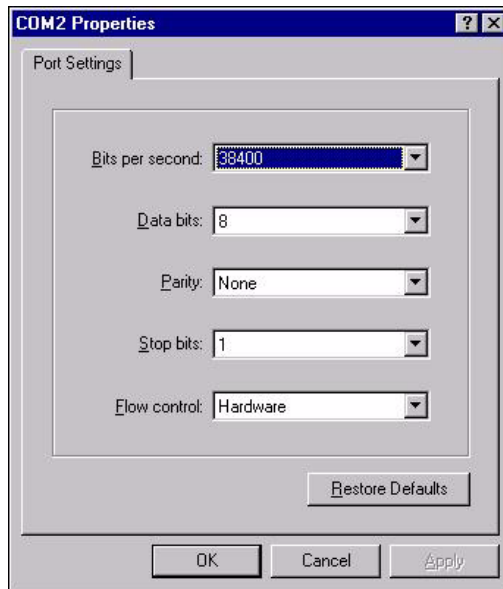 COM2 Properties
Port Settings
Bits per second: 38400
Data bits: 8
Parity: None
Stop bits: 1
Flow control: Hardware
Restore Defaults
OK Cancel Apply